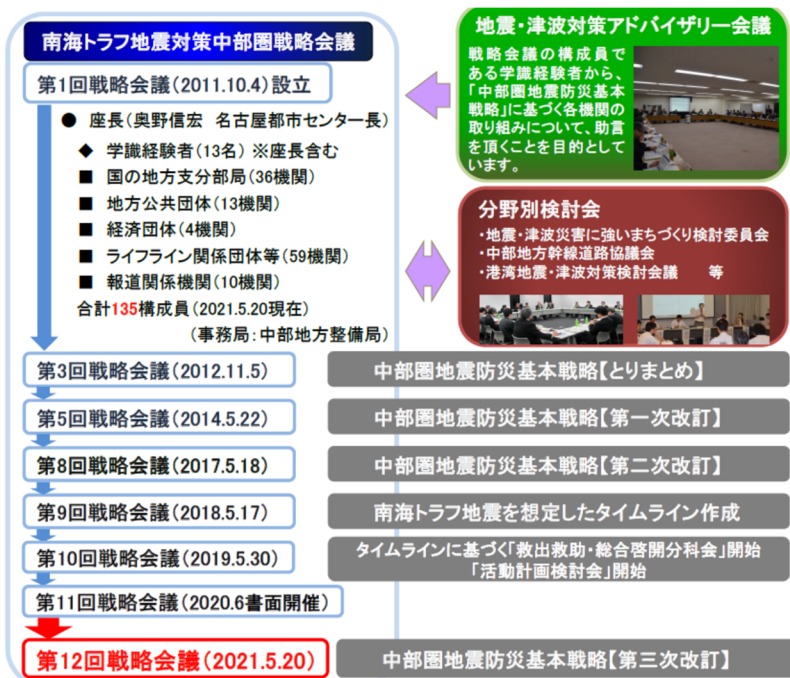 南海トラフ地震対策中部圏戦略会議
第1回戦略会議(2011.10.4)設立
● 座長(奥野信宏 名古屋都市センター長)
◆ 学識経験者(13名) ※座長含む
■ 国の地方支分部局(36機関)
■ 地方公共団体(13機関)
■ 経済団体(4機関)
■ ライフライン関係団体等(59機関)
■ 報道関係機関(10機関)
合計135構成員(2021.5.20現在)
(事務局:中部地方整備局)
地震・津波対策アドバイザリー会議
戦略会議の構成員で
ある学識経験者から、
「中部圏地震防災基本
戦略」に基づく各機関の
取り組みについて、助言
を頂くことを目的として
います。
分野別検討会
・地震・津波災害に強いまちづくり検討委員会
・中部地方幹線道路協議会
・港湾地震・津波対策検討会議 等
第3回戦略会議(2012.11.5)
中部圏地震防災基本戦略【とりまとめ】
第5回戦略会議(2014.5.22)
中部圏地震防災基本戦略【第一次改訂】
第8回戦略会議(2017.5.18)
中部圏地震防災基本戦略【第二次改訂】
第9回戦略会議(2018.5.17)
南海トラフ地震を想定したタイムライン作成
第10回戦略会議(2019.5.30)
タイムラインに基づく「救出救助・総合啓開分科会」開始
「活動計画検討会」開始
第11回戦略会議(2020.6書面開催)
第12回戦略会議(2021.5.20)
中部圏地震防災基本戦略【第三次改訂】